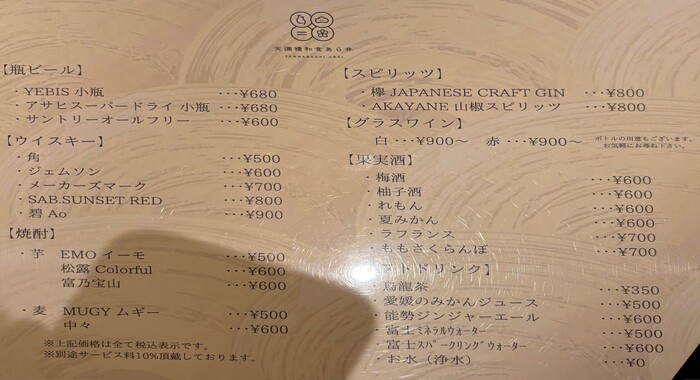 天満橋和食あら井
【瓶ビール】
・YEBIS 小瓶 ···¥680
・アサヒスーパードライ 小瓶 ···¥680
・サントリーオールフリー ···¥600
【ウイスキー】
・角 ···¥500
・ジェムソン ···¥600
・メーカーズマーク ···¥700
・SAB.SUNSET RED ···¥800
・碧 Ao ···¥900
【焼酎】
・芋 EMO イーモ ···¥500
松露 Colorful ···¥600
富乃宝山 ···¥600
・麦 MUGY ムギー ···¥500
中々 ···¥600
※上記価格は全て税込表示です。
※別途サービス料10%頂戴しております。
【スピリッツ】
・欅 JAPANESE CRAFT GIN ···¥800
・AKAYANE 山椒スピリッツ ···¥800
【グラスワイン】
白 ···¥900～ 赤 ···¥900～ ボトルの用意もございます。
お気軽にお尋ね下さい。
【果実酒】
・梅酒 ···¥600
・柚子酒 ···¥600
・れもん ···¥600
・夏みかん ···¥600
・ラフランス ···¥700
・ももさくらんぼ ···¥700
トドリンク】
・烏龍茶 ···¥350
・愛媛のみかんジュース ···¥500
・能勢ジンジャーエール ···¥600
・富士ミネラルウォーター ···¥500
・富士スパークリングウォーター ···¥600
・お水（浄水） ···¥0